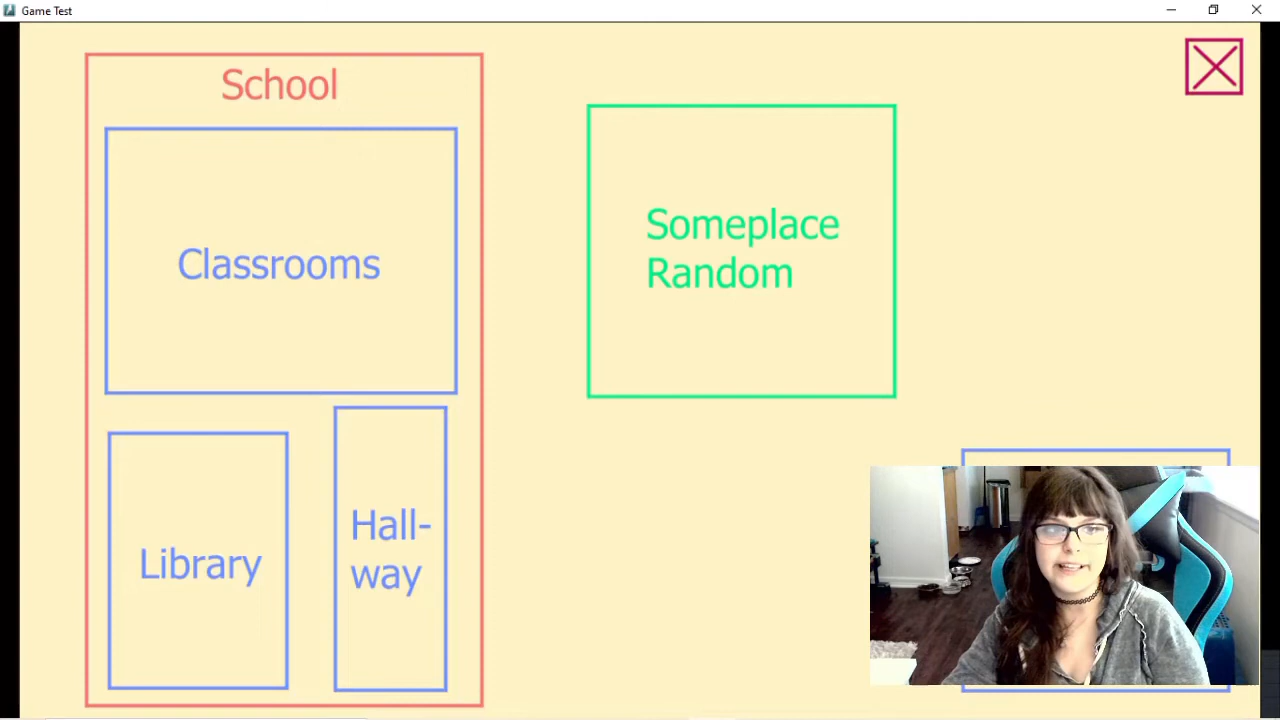 Game Test
School
Classrooms
Someplace
Random
Library
Hall-
way